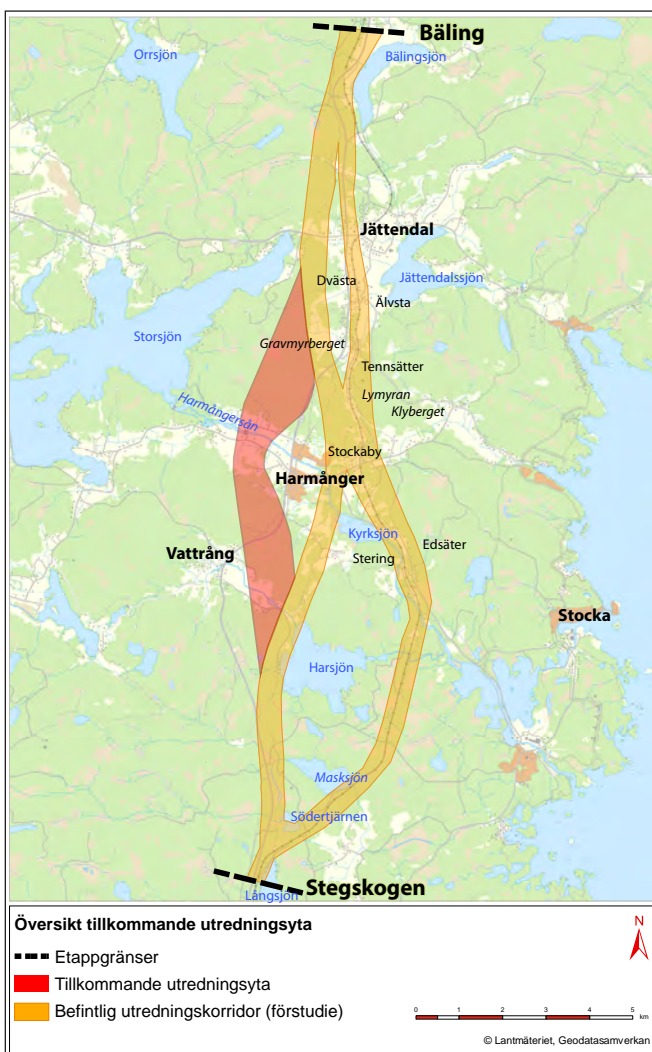 Bäling
Orrsjön
Bälingsjön
Jättendal
Dvästa
Jättendalssjön
Älvsta
Storsjön
Gravmyrberget
Tennsätter
Lymyran
Klyberget
Harmångersån
Stockaby
Harmånger
Kyrksjön
Edsäter
Vattrång
Stering
Stocka
Harsjön
Masksjön
Södertjärnen
Stegskogen
Långsjön
Översikt tillkommande utredningsyta
N
Etappgränser
Tillkommande utredningsyta
Befintlig utredningskorridor (förstudie)
0 1 2 3 4 5
km
© Lantmäteriet, Geodatasamverkan